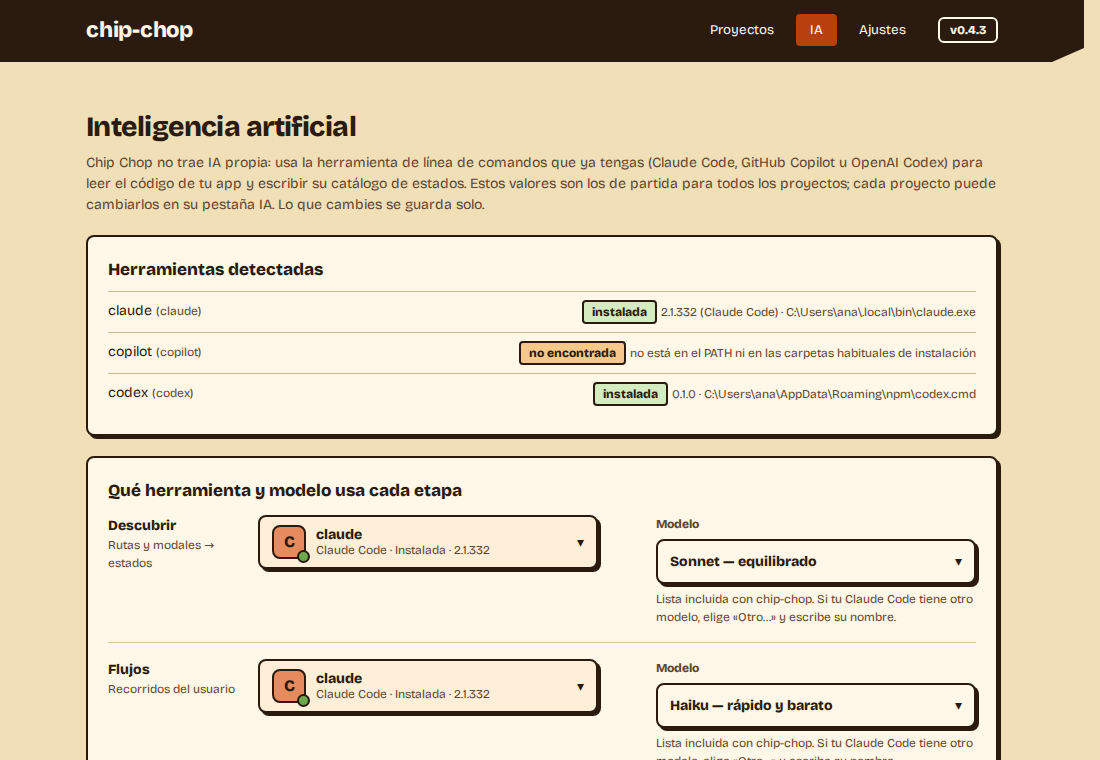 chip-chop
Proyectos
IA
Ajustes
v0.4.3
Inteligencia artificial
Chip Chop no trae IA propia: usa la herramienta de línea de comandos que ya tengas (Claude Code, GitHub Copilot u OpenAI Codex) para
leer el código de tu app y escribir su catálogo de estados. Estos valores son los de partida para todos los proyectos; cada proyecto puede
cambiarlos en su pestaña IA. Lo que cambies se guarda solo.
Herramientas detectadas
claude (claude)
instalada 2.1.332 (Claude Code) · C:\Users\ana\local\bin\claude.exe
copilot (copilot)
no encontrada no está en el PATH ni en las carpetas habituales de instalación
codex (codex)
instalada 0.1.0 · C:\Users\ana\AppData\Roaming\npm\codex.cmd
Qué herramienta y modelo usa cada etapa
Descubrir
Rutas y modales →
estados
C
claude
Claude Code · Instalada · 2.1.332
▾
Modelo
Sonnet — equilibrado
▾
Lista incluida con chip-chop. Si tu Claude Code tiene otro
modelo, elige «Otro…» y escribe su nombre.
Flujos
Recorridos del usuario
C
claude
Claude Code · Instalada · 2.1.332
▾
Modelo
Haiku — rápido y barato
▾
Lista incluida con chip-chop. Si tu Claude Code tiene otro